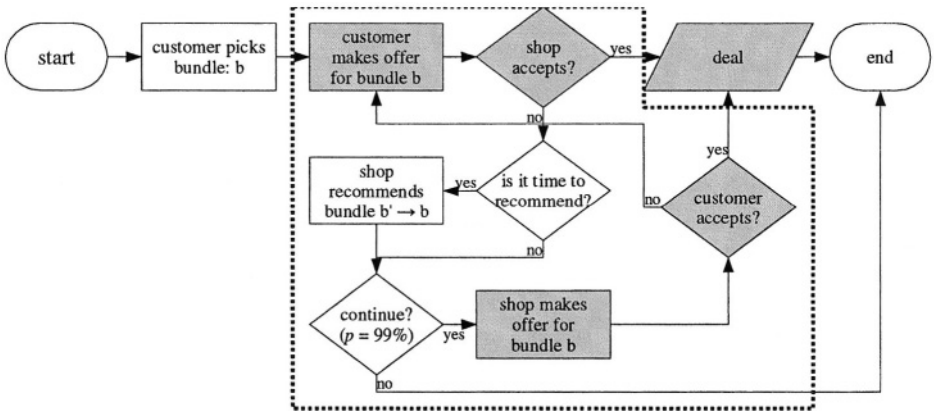 start
customer picks
bundle: b
customer
makes offer
for bundle b
shop
accepts?
yes
deal
end
no
shop
recommends
bundle b' → b
yes
is it time to
recommend?
no
yes
no
customer
accepts?
continue?
(p = 99%)
yes
shop makes
offer for
bundle b
no